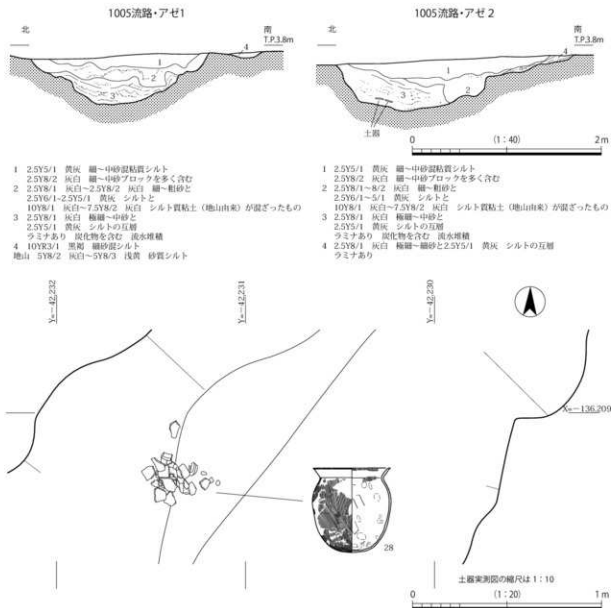 1005流路・アゼ1
北
南
T.P.3.8m
1
2
3
4
1005流路・アゼ2
北
南
T.P.3.8m
1
2
3
4
土器
0 (1:40) 2m
1 2.5Y5/1 黄灰 細～中砂混粘質シルト
2.5Y8/2 灰白 細～中砂ブロックを多く含む
2 2.5Y8/1 灰白～2.5Y8/2 灰白 細～粗砂と
2.5Y6/1-2.5Y5/1 黄灰 シルトと
10Y8/1 灰白～7.5Y8/2 灰白 シルト質粘土（地山由来）が混ざったもの
3 2.5Y8/1 灰白 極細～中砂と
2.5Y5/1 黄灰 シルトの互層
ラミナあり 炭化物を含む 流水堆積
4 10YR3/1 黒褐 細砂混シルト
地山 5Y8/2 灰白～5Y8/3 浅黄 砂質シルト
1 2.5Y5/1 黄灰 細～中砂混粘質シルト
2.5Y8/2 灰白 細～中砂ブロックを多く含む
2 2.5Y8/1～8/2 灰白 細～粗砂と
2.5Y6/1～5/1 黄灰 シルトと
10Y8/1 灰白～7.5Y8/2 灰白 シルト質粘土（地山由来）が混ざったもの
3 2.5Y8/1 灰白 極細～中砂と
2.5Y5/1 黄灰 シルトの互層
ラミナあり 炭化物を含む 流水堆積
4 2.5Y8/1 灰白 極細～細砂と2.5Y5/1 黄灰 シルトの互層
ラミナあり
Y=-42,232
Y=-42,231
Y=-42,230
X=-136,209
28
土器実測図の縮尺は1：10
0 (1:20) 1m